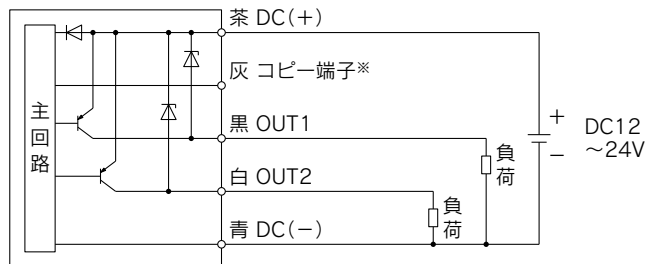 茶 DC(+)
灰 コピー端子※
主回路
黒 OUT1
+
−
DC12
～24V
負荷
白 OUT2
負荷
青 DC(−)